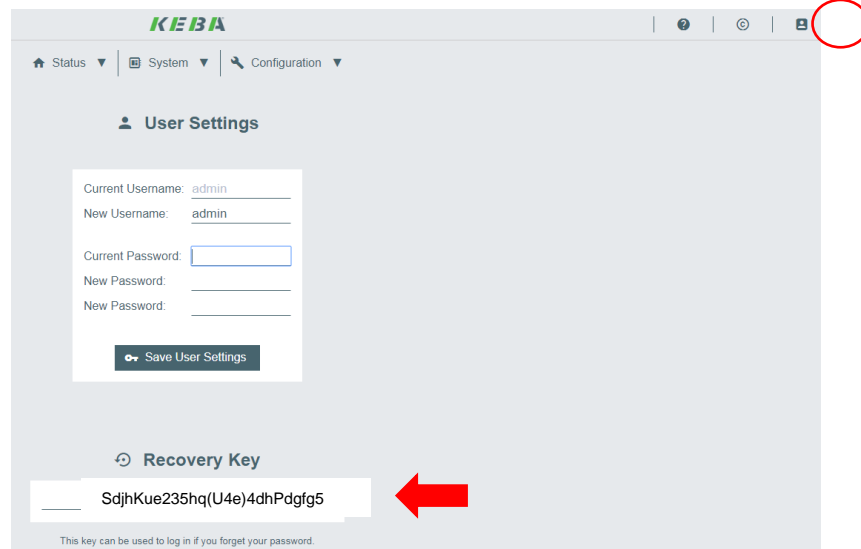 KEBA
? ©
Status ▼ System ▼ Configuration ▼
User Settings
Current Username: admin
New Username: admin
Current Password:
New Password:
New Password:
Save User Settings
Recovery Key
SdjhKue235hq(U4e)4dhPdgfg5
This key can be used to log in if you forget your password.